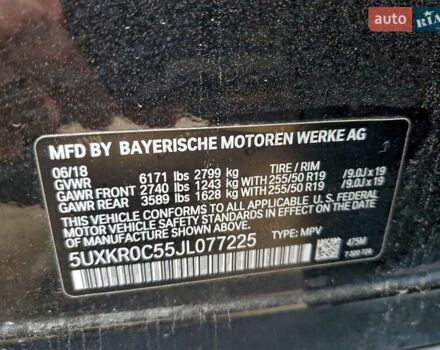 auto
RIA
MFD BY BAYERISCHE MOTOREN WERKE AG
06/18
GVWR 6171 lbs 2799 kg TIRE / RIM
GAWR FRONT 2740 lbs 1243 kg WITH 255/50 R19 /9.0J x 19
GAWR REAR 3589 lbs 1628 kg WITH 255/50 R19 /9.0J x 19
THIS VEHICLE CONFORMS TO ALL APPLICABLE U.S. FEDERAL
MOTOR VEHICLE SAFETY STANDARDS IN EFFECT ON THE
DATE OF MANUFACTURE SHOWN ABOVE.
5UXKR0C55JL077225 TYPE: MPV
475M